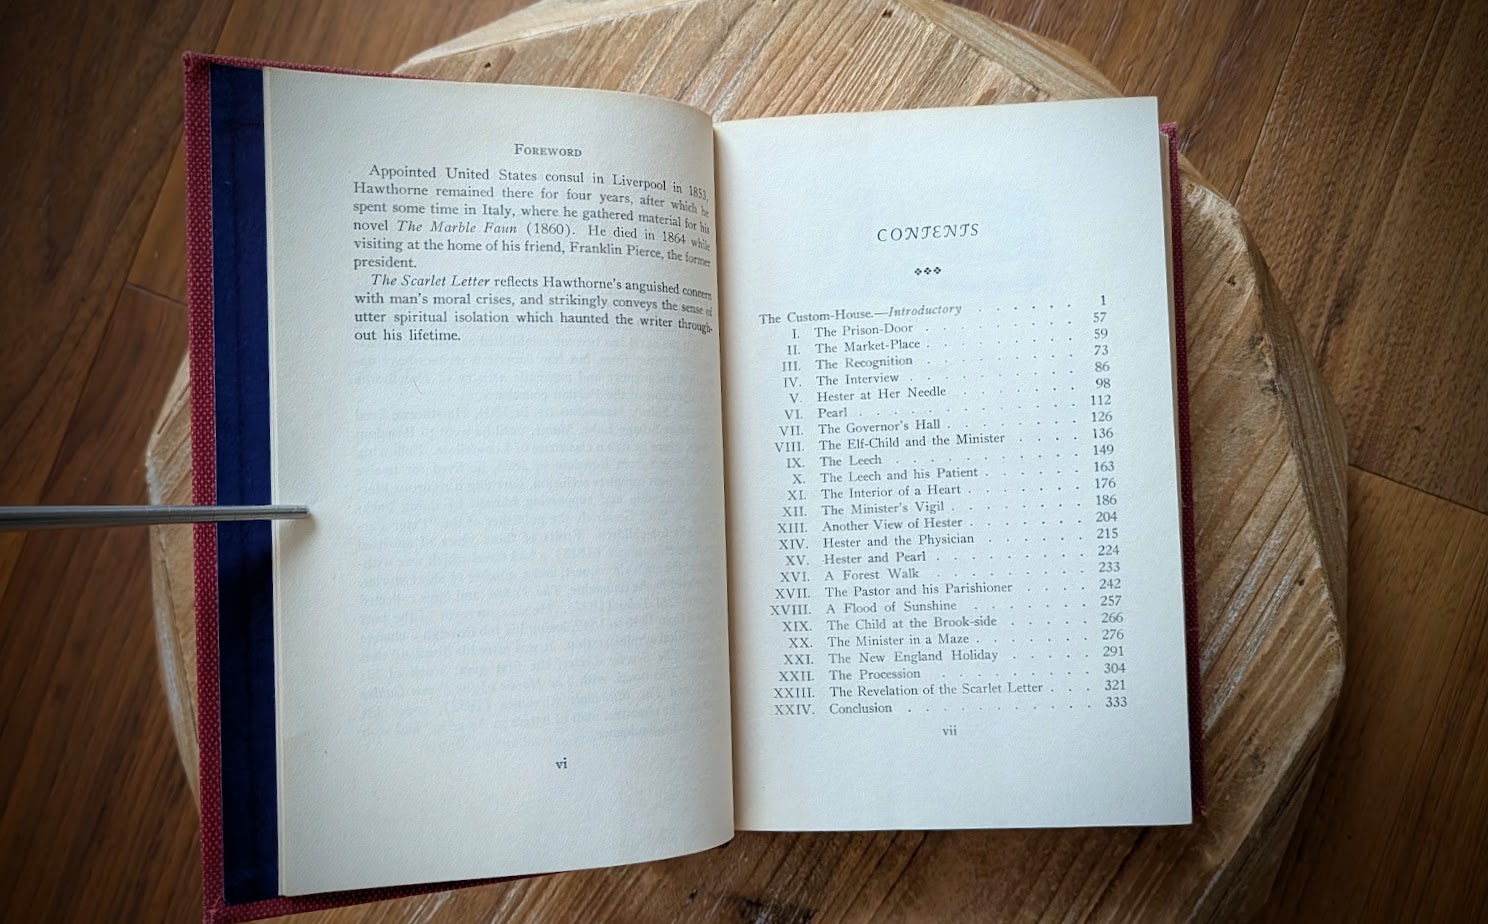 FOREWORD
Appointed United States consul in Liverpool in 1853,
Hawthorne remained there for four years, after which he
spent some time in Italy, where he gathered material for his
novel The Marble Faun (1860). He died in 1864 while
visiting at the home of his friend, Franklin Pierce, the former
president.
The Scarlet Letter reflects Hawthorne's anguished concern
with man's moral crises, and strikingly conveys the sense of
utter spiritual isolation which haunted the writer through-
out his lifetime.
vi
CONTENTS
The Custom-House.—Introductory . . . . 1
I. The Prison-Door . . . . . . . . 57
II. The Market-Place . . . . . . . . 59
III. The Recognition . . . . . . . . 73
IV. The Interview . . . . . . . . . 86
V. Hester at Her Needle . . . . . . . 98
VI. Pearl . . . . . . . . . . . 112
VII. The Governor's Hall . . . . . . . 126
VIII. The Elf-Child and the Minister . . . . 136
IX. The Leech . . . . . . . . . . 149
X. The Leech and his Patient . . . . . . 163
XI. The Interior of a Heart . . . . . . 176
XII. The Minister's Vigil . . . . . . . 186
XIII. Another View of Hester . . . . . . 204
XIV. Hester and the Physician . . . . . . 215
XV. Hester and Pearl . . . . . . . . 224
XVI. A Forest Walk . . . . . . . . 233
XVII. The Pastor and his Parishioner . . . . 242
XVIII. A Flood of Sunshine . . . . . . . 257
XIX. The Child at the Brook-side . . . . . 266
XX. The Minister in a Maze . . . . . . 276
XXI. The New England Holiday . . . . . 291
XXII. The Procession . . . . . . . . 304
XXIII. The Revelation of the Scarlet Letter . . . 321
XXIV. Conclusion . . . . . . . . . . 333
vii